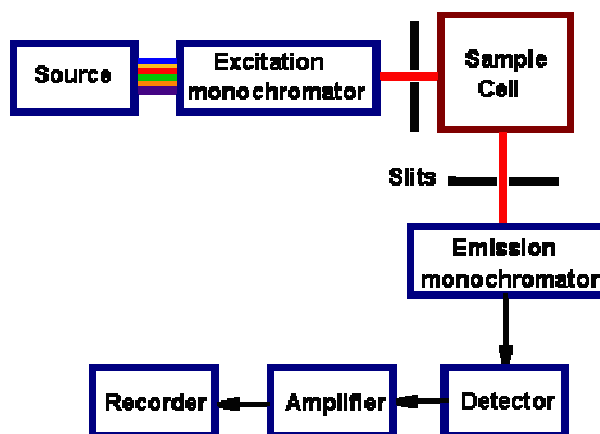 Source
Excitation
monochromator
Sample
Cell
Slits
Emission
monochromator
Recorder
Amplifier
Detector